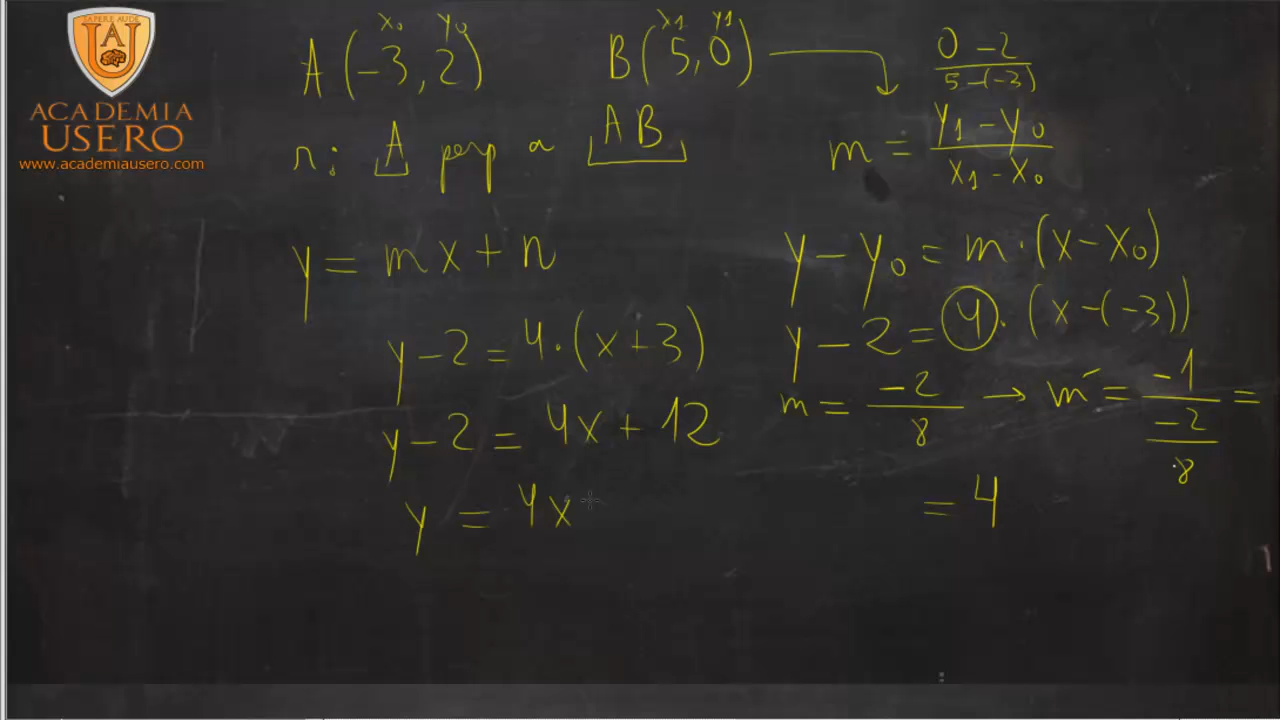 SAPERE AUDE
ACADEMIA
USERO
www.academiausero.com
x₀ y₀
A(-3, 2)
x₁ y₁
B(5, 0)
0 - 2
5 - (-3)
r: A perp a AB
m = y₁ - y₀
x₁ - x₀
y = mx + n
y - y₀ = m · (x - x₀)
y - 2 = 4 · (x - (-3))
y - 2 = 4 · (x + 3)
m = -2/8 → m' = -1/(-2/8) =
= 4
y - 2 = 4x + 12
y = 4x